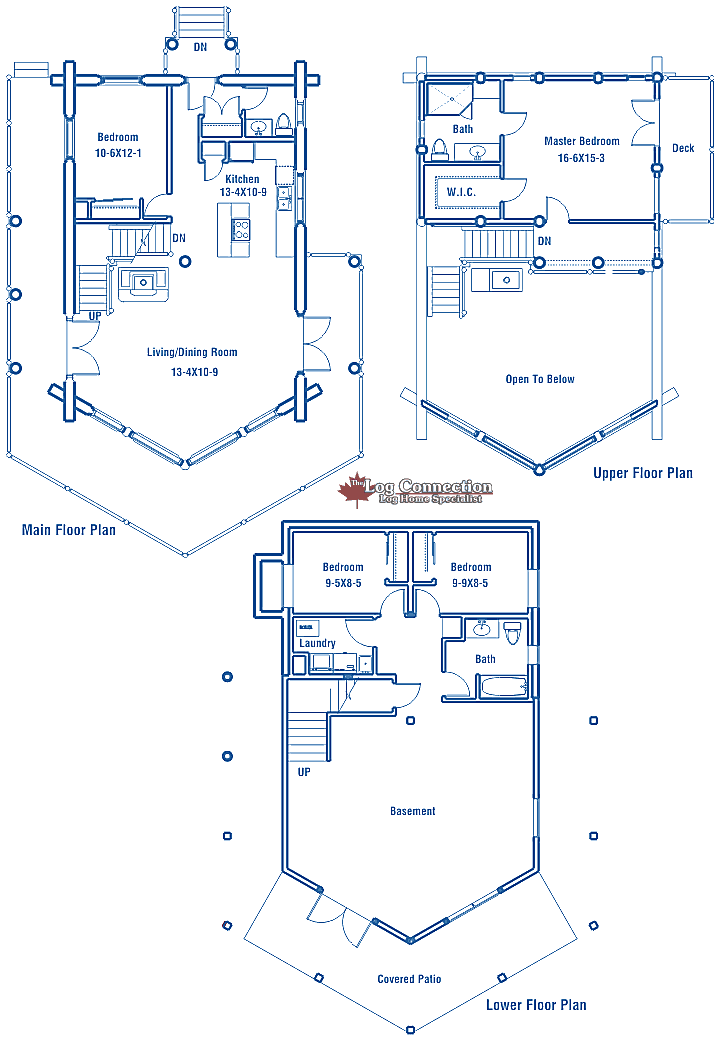 DN
Bedroom
10-6X12-1
Kitchen
13-4X10-9
DN
UP
Living/Dining Room
13-4X10-9
Main Floor Plan
Bath
Master Bedroom
16-6X15-3
Deck
W.I.C.
DN
Open To Below
Upper Floor Plan
The Log Connection
Log Home Specialist
Bedroom
9-5X8-5
Bedroom
9-9X8-5
Laundry
Bath
UP
Basement
Covered Patio
Lower Floor Plan